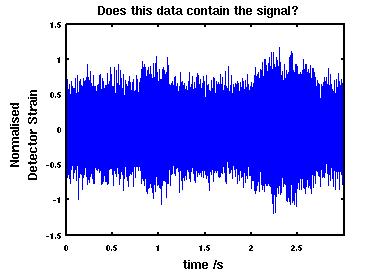 Does this data contain the signal?
1.5
1
0.5
0
-0.5
-1
-1.5
Normalised
Detector Strain
0 0.5 1 1.5 2 2.5
time /s